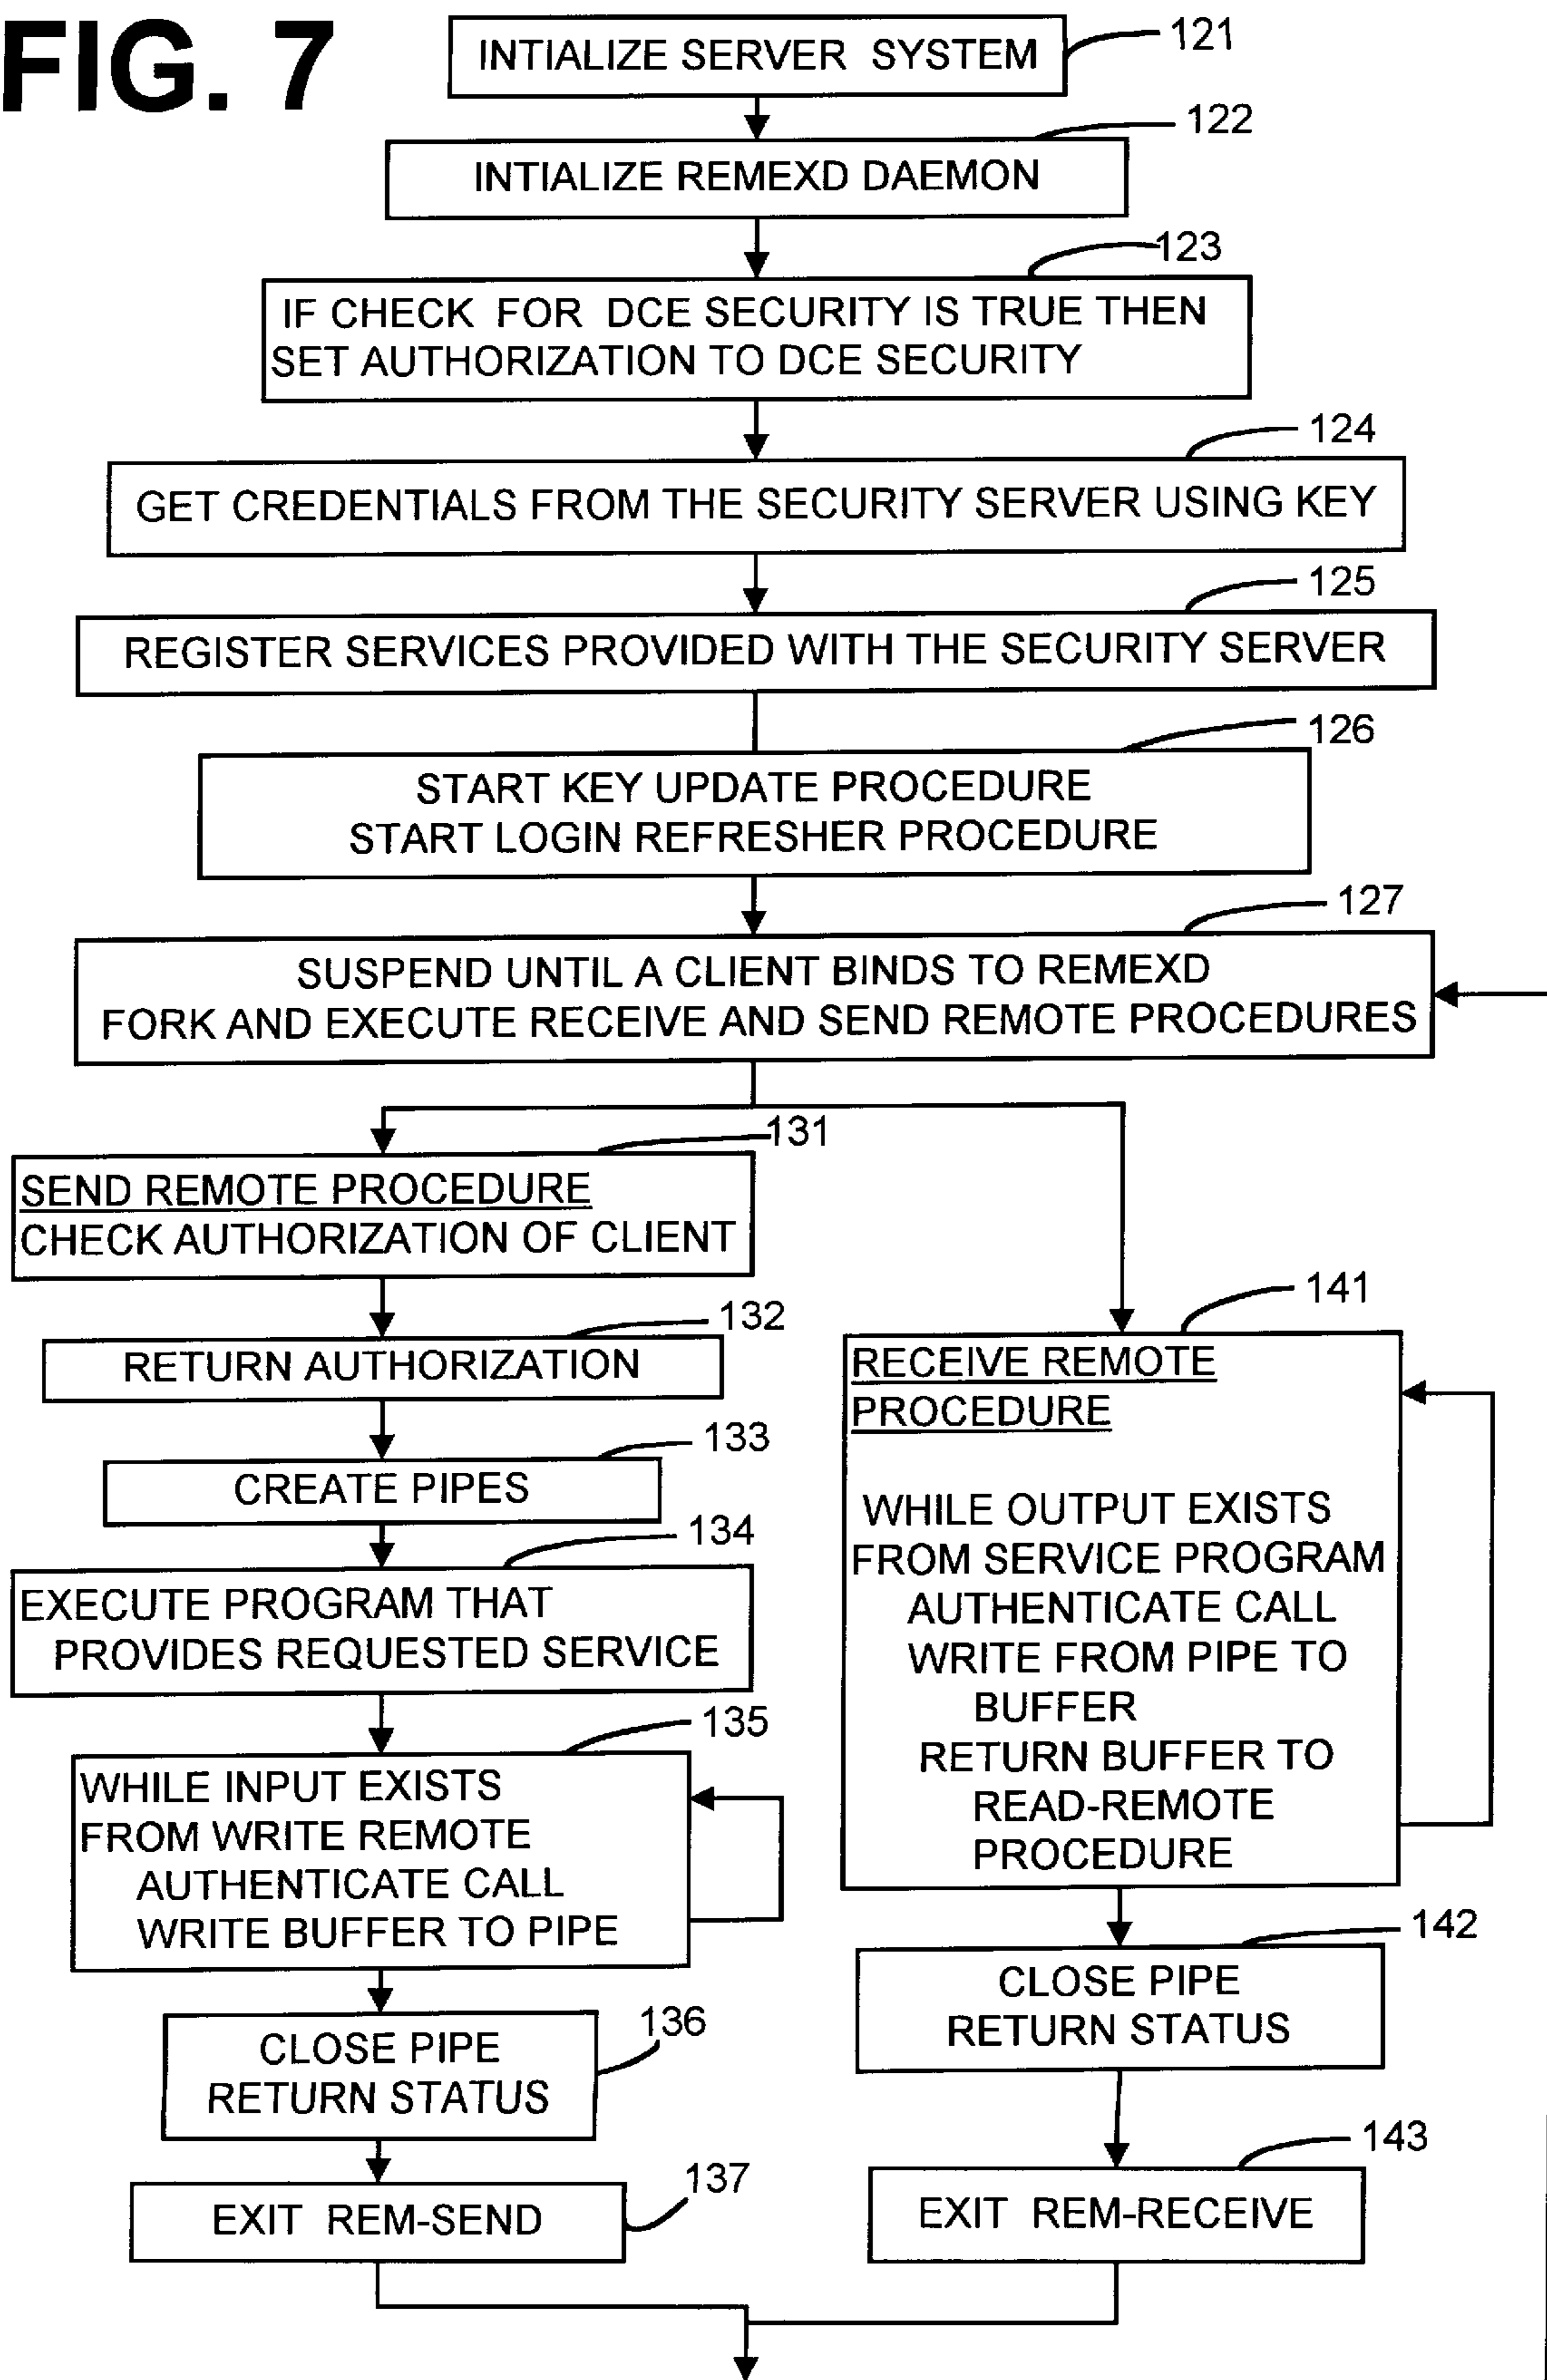 FIG. 7
INTIALIZE SERVER SYSTEM
121
122
INTIALIZE REMEXD DAEMON
123
IF CHECK FOR DCE SECURITY IS TRUE THEN
SET AUTHORIZATION TO DCE SECURITY
124
GET CREDENTIALS FROM THE SECURITY SERVER USING KEY
125
REGISTER SERVICES PROVIDED WITH THE SECURITY SERVER
126
START KEY UPDATE PROCEDURE
START LOGIN REFRESHER PROCEDURE
127
SUSPEND UNTIL A CLIENT BINDS TO REMEXD
FORK AND EXECUTE RECEIVE AND SEND REMOTE PROCEDURES
131
SEND REMOTE PROCEDURE
CHECK AUTHORIZATION OF CLIENT
132
RETURN AUTHORIZATION
133
CREATE PIPES
134
EXECUTE PROGRAM THAT
PROVIDES REQUESTED SERVICE
135
WHILE INPUT EXISTS
FROM WRITE REMOTE
AUTHENTICATE CALL
WRITE BUFFER TO PIPE
136
CLOSE PIPE
RETURN STATUS
137
EXIT REM-SEND
141
RECEIVE REMOTE
PROCEDURE
WHILE OUTPUT EXISTS
FROM SERVICE PROGRAM
AUTHENTICATE CALL
WRITE FROM PIPE TO
BUFFER
RETURN BUFFER TO
READ-REMOTE
PROCEDURE
142
CLOSE PIPE
RETURN STATUS
143
EXIT REM-RECEIVE